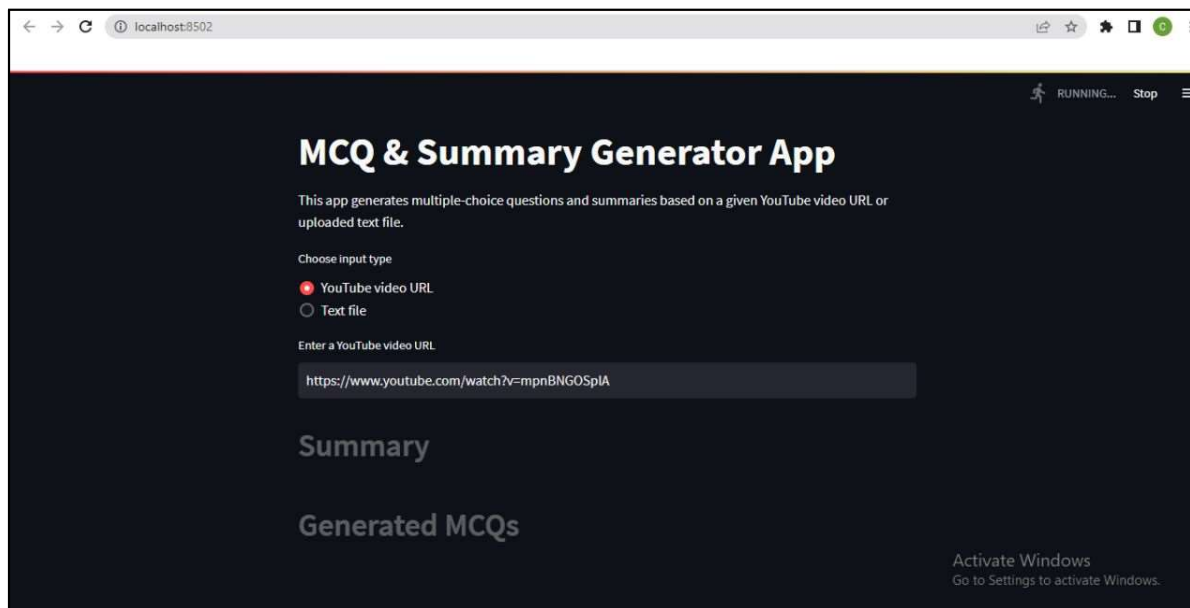 localhost:8502
C
RUNNING... Stop
MCQ & Summary Generator App
This app generates multiple-choice questions and summaries based on a given YouTube video URL or
uploaded text file.
Choose input type
YouTube video URL
Text file
Enter a YouTube video URL
https://www.youtube.com/watch?v=mpnBNGOSplA
Summary
Generated MCQs
Activate Windows
Go to Settings to activate Windows.